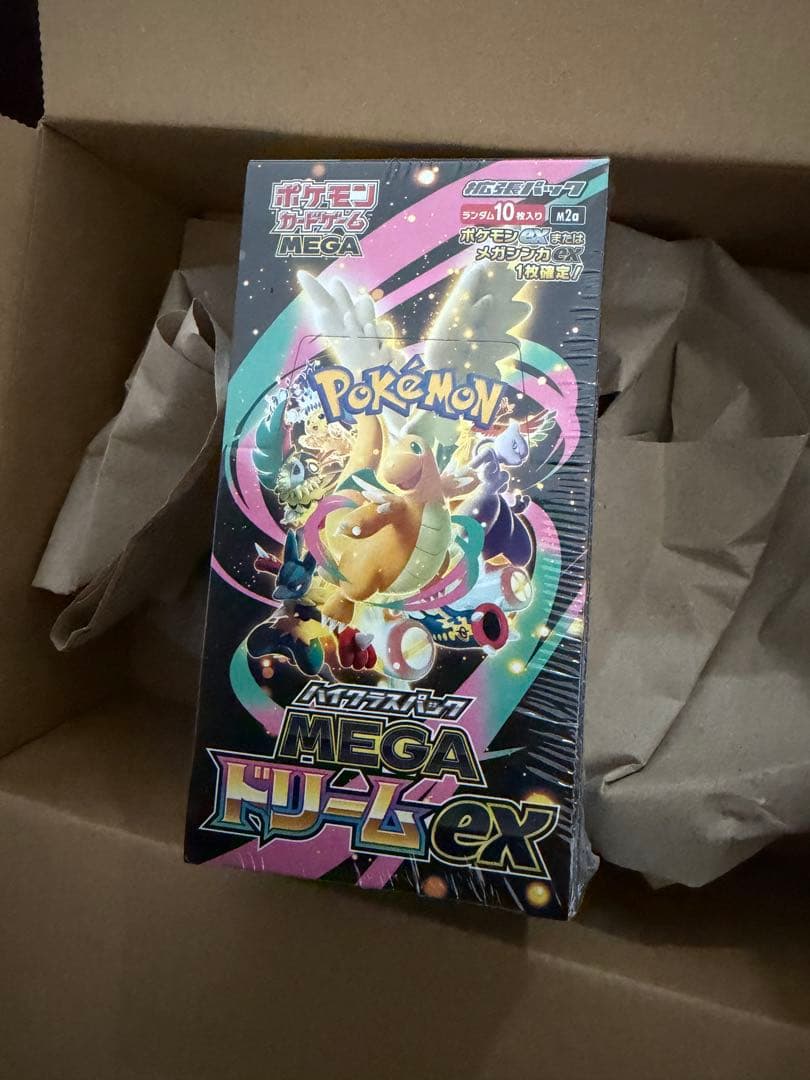 ポケモン
カードゲーム
MEGA
拡張パック
ランダム10枚入り
M2a
ポケモンexまたは
メガシンカex
1枚確定!
POKéMON
ハイクラスパック
MEGA
ドリームex